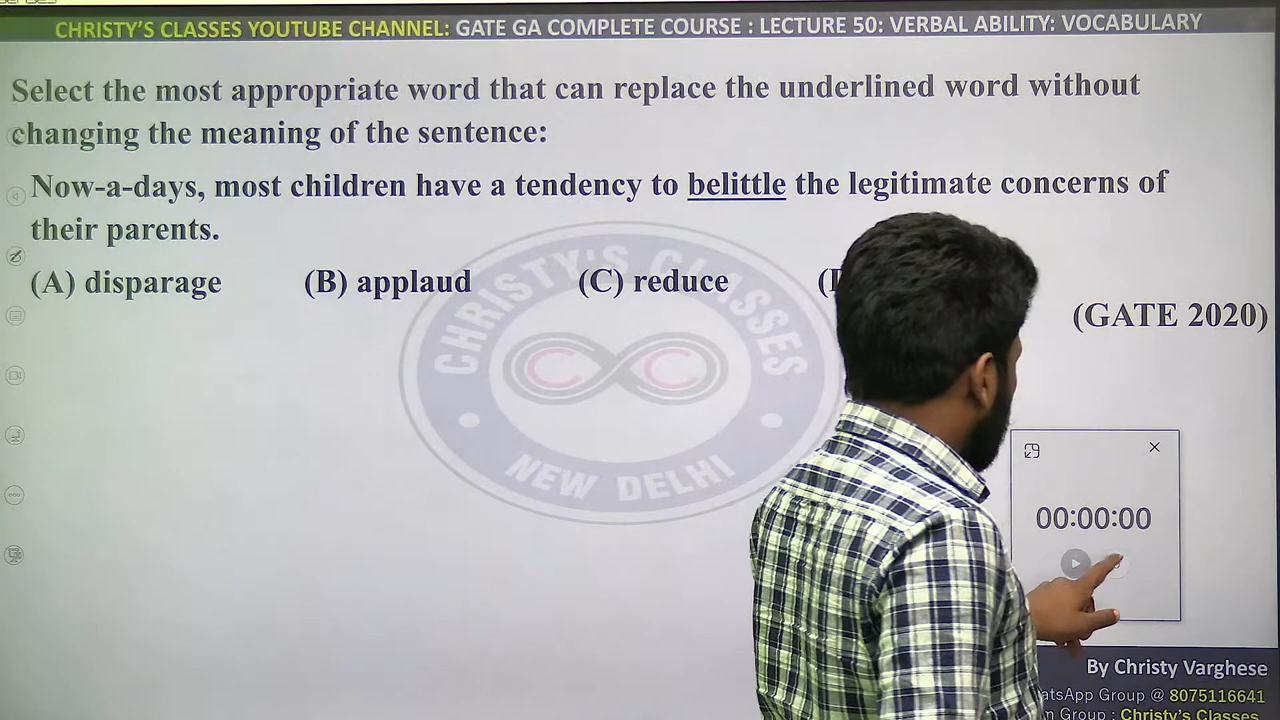 CHRISTY'S CLASSES YOUTUBE CHANNEL: GATE GA COMPLETE COURSE : LECTURE 50: VERBAL ABILITY: VOCABULARY
Select the most appropriate word that can replace the underlined word without
changing the meaning of the sentence:
Now-a-days, most children have a tendency to belittle the legitimate concerns of
their parents.
(A) disparage (B) applaud (C) reduce
(GATE 2020)
CHRISTY'S CLASSES
CC
NEW DELHI
00:00:00
By Christy Varghese
Group @ 8075116641
Group : Christy's Classes